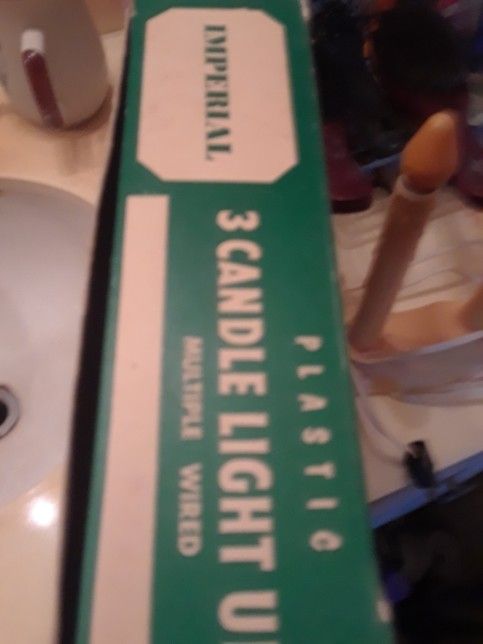 IMPERIAL
PLASTIC
3 CANDLE LIGHT
MULTIPLE WIRED